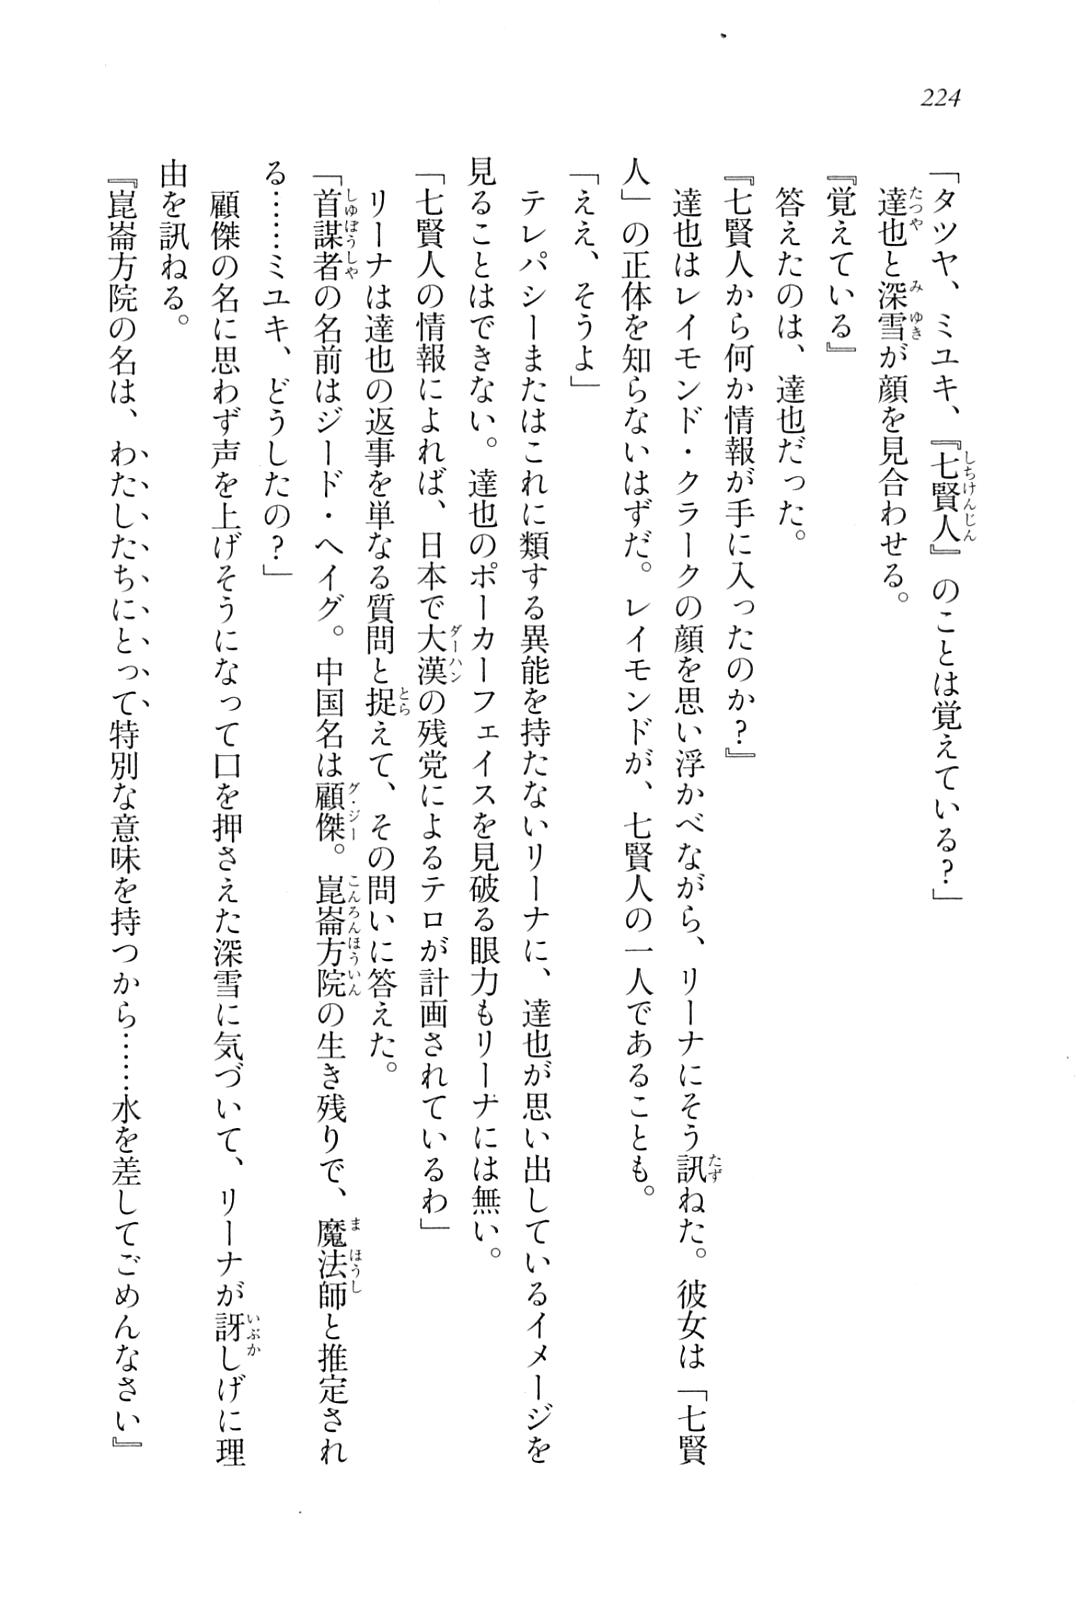 224
「タツヤ、ミユキ、『七賢人』のことは覚えている?」
達也と深雪が顔を見合わせる。
『覚えている』
答えたのは、達也だった。
『七賢人から何か情報が手に入ったのか?』
達也はレイモンド・クラークの顔を思い浮かべながら、リーナにそう訊ねた。彼女は「七賢
人」の正体を知らないはずだ。レイモンドが、七賢人の一人であることも。
「ええ、そうよ」
テレパシーまたはこれに類する異能を持たないリーナに、達也が思い出しているイメージを
見ることはできない。達也のポーカーフェイスを見破る眼力もリーナには無い。
「七賢人の情報によれば、日本で大漢の残党によるテロが計画されているわ」
リーナは達也の返事を単なる質問と捉えて、その問いに答えた。
「首謀者の名前はジード・ヘイグ。中国名は顧傑。崑崙方院の生き残りで、魔法師と推定され
る……ミユキ、どうしたの?」
顧傑の名に思わず声を上げそうになって口を押さえた深雪に気づいて、リーナが訝しげに理
由を訊ねる。
『崑崙方院の名は、わたしたちにとって特別な意味を持つから……水を差してごめんなさい』